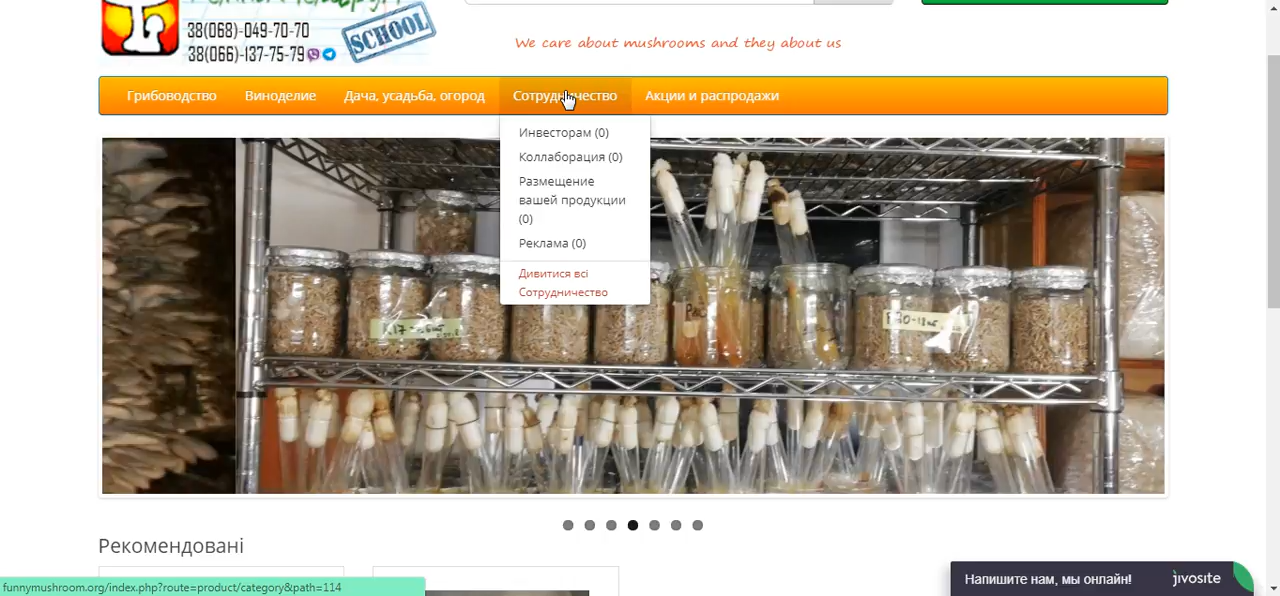 38(068)-049-70-70
38(066)-137-75-79
SCHOOL
We care about mushrooms and they about us
Грибоводство Виноделие Дача, усадьба, огород Сотрудничество Акции и распродажи
Инвесторам (0)
Коллаборация (0)
Размещение
вашей продукции
(0)
Реклама (0)
Дивитися всі
Сотрудничество
Рекомендовані
Напишите нам, мы онлайн! jivosite
funnymushroom.org/index.php?route=product/category&path=114